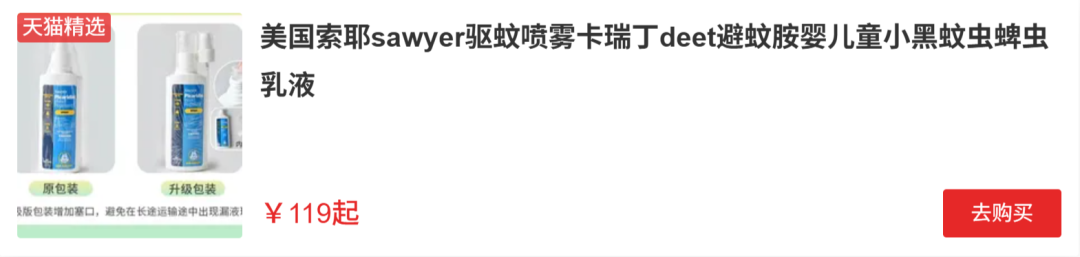 天猫精选
美国索耶sawyer驱蚊喷雾卡瑞丁deet避蚊胺婴儿童小黑蚊虫蜱虫
乳液
原包装
升级包装
级版包装增加塞口，避免在长途运输途中出现漏液
￥119起
去购买